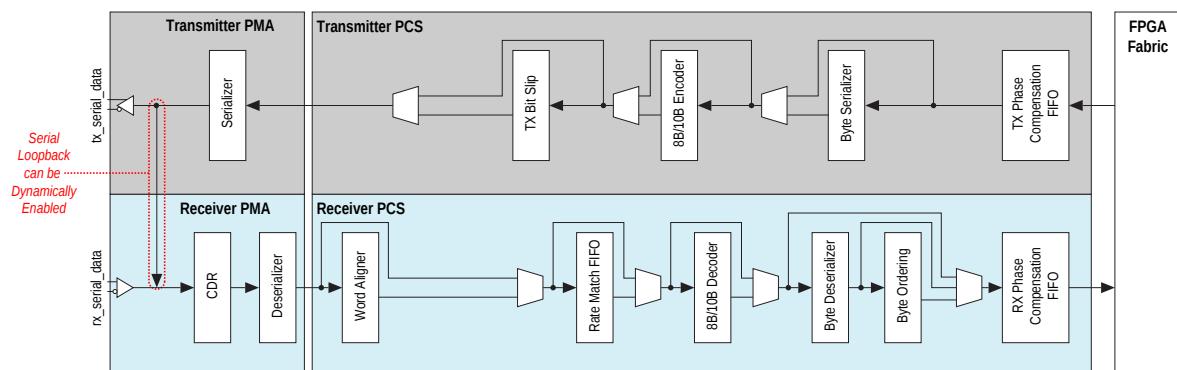 Transmitter PMA
Transmitter PCS
FPGA
Fabric
tx_serial_data
Serializer
TX Bit Slip
8B/10B Encoder
Byte Serializer
TX Phase
Compensation
FIFO
Serial
Loopback
can be
Dynamically
Enabled
Receiver PMA
Receiver PCS
rx_serial_data
CDR
Deserializer
Word Aligner
Rate Match FIFO
8B/10B Decoder
Byte Deserializer
Byte Ordering
RX Phase
Compensation
FIFO